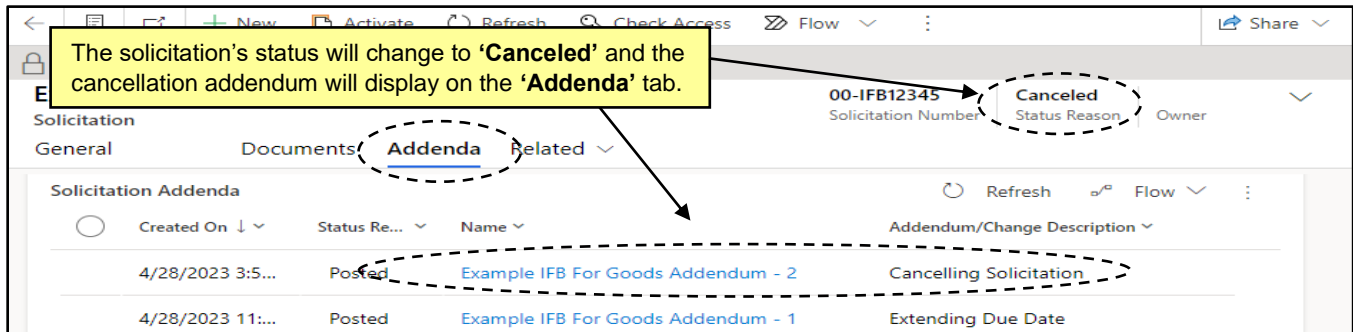 New Activate Refresh Check Access Flow Share
The solicitation’s status will change to ‘Canceled’ and the
cancellation addendum will display on the ‘Addenda’ tab.
E 00-IFB12345 Canceled
Solicitation Solicitation Number Status Reason Owner
General Documents Addenda Related
Solicitation Addenda Refresh Flow
Created On Status Re... Name Addendum/Change Description
4/28/2023 3:5... Posted Example IFB For Goods Addendum - 2 Cancelling Solicitation
4/28/2023 11:... Posted Example IFB For Goods Addendum - 1 Extending Due Date